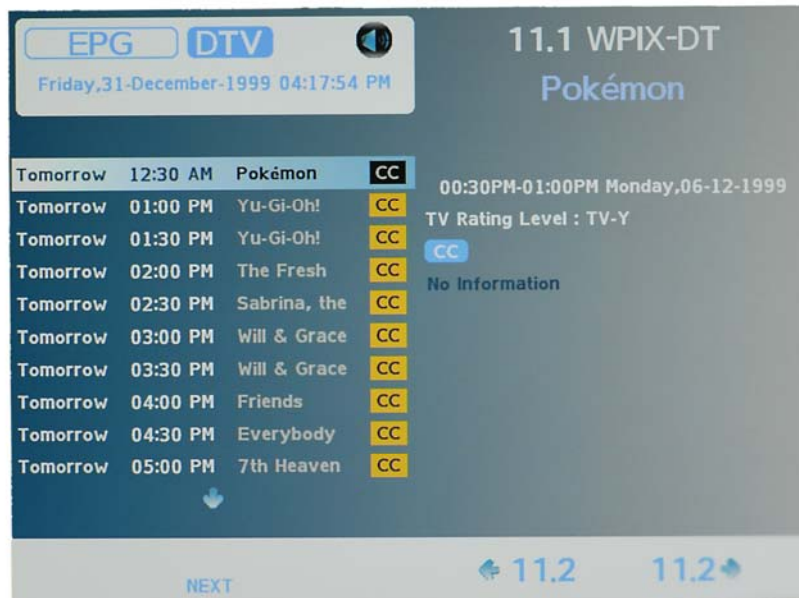 EPG DTV
Friday,31-December-1999 04:17:54 PM
11.1 WPIX-DT
Pokémon
Tomorrow 12:30 AM Pokémon CC
Tomorrow 01:00 PM Yu-Gi-Oh! CC
Tomorrow 01:30 PM Yu-Gi-Oh! CC
Tomorrow 02:00 PM The Fresh CC
Tomorrow 02:30 PM Sabrina, the CC
Tomorrow 03:00 PM Will & Grace CC
Tomorrow 03:30 PM Will & Grace CC
Tomorrow 04:00 PM Friends CC
Tomorrow 04:30 PM Everybody CC
Tomorrow 05:00 PM 7th Heaven CC
00:30PM-01:00PM Monday,06-12-1999
TV Rating Level : TV-Y
CC
No Information
NEXT
11.2 11.2